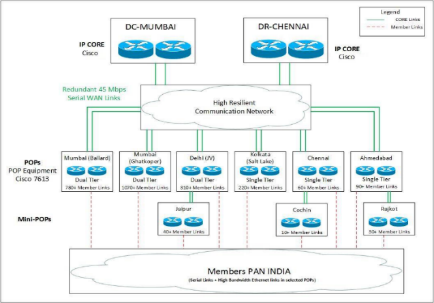 DC-MUMBAI
DR-CHENNAI
Legend
CORE Links
Member Links
IP CORE
Cisco
IP CORE
Cisco
Redundant 45 Mbps
Serial WAN Links
High Resilient
Communication Network
POPs
POP Equipment
Cisco 7613
Mumbai (Ballard)
Dual Tier
780+ Member Links
Mumbai
(Ghatkopar)
Dual Tier
1020+ Member Links
Delhi (JV)
Dual Tier
810+ Member Links
Kolkata
(Salt Lake)
Single Tier
220+ Member Links
Chennai
Single Tier
60+ Member Links
Ahmedabad
Single Tier
90+ Member Links
Mini-POPs
Jaipur
40+ Member Links
Cochin
10+ Member Links
Rajkot
50+ Member Links
Members PAN INDIA
(Serial Links + High Bandwidth Ethernet links in selected POPs)